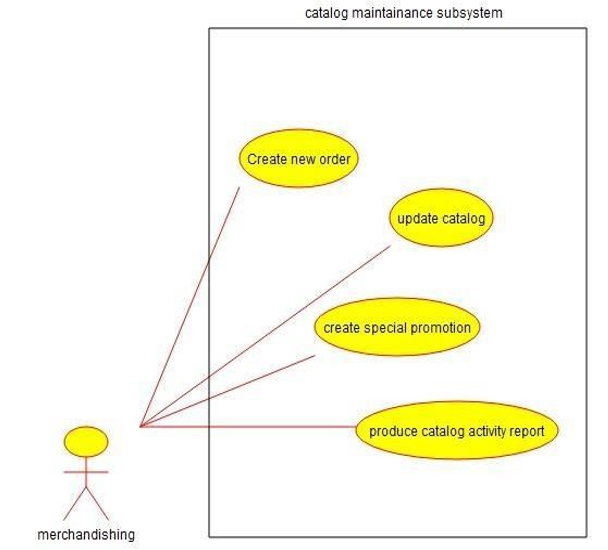 catalog maintainance subsystem
Create new order
update catalog
create special promotion
produce catalog activity report
merchandishing